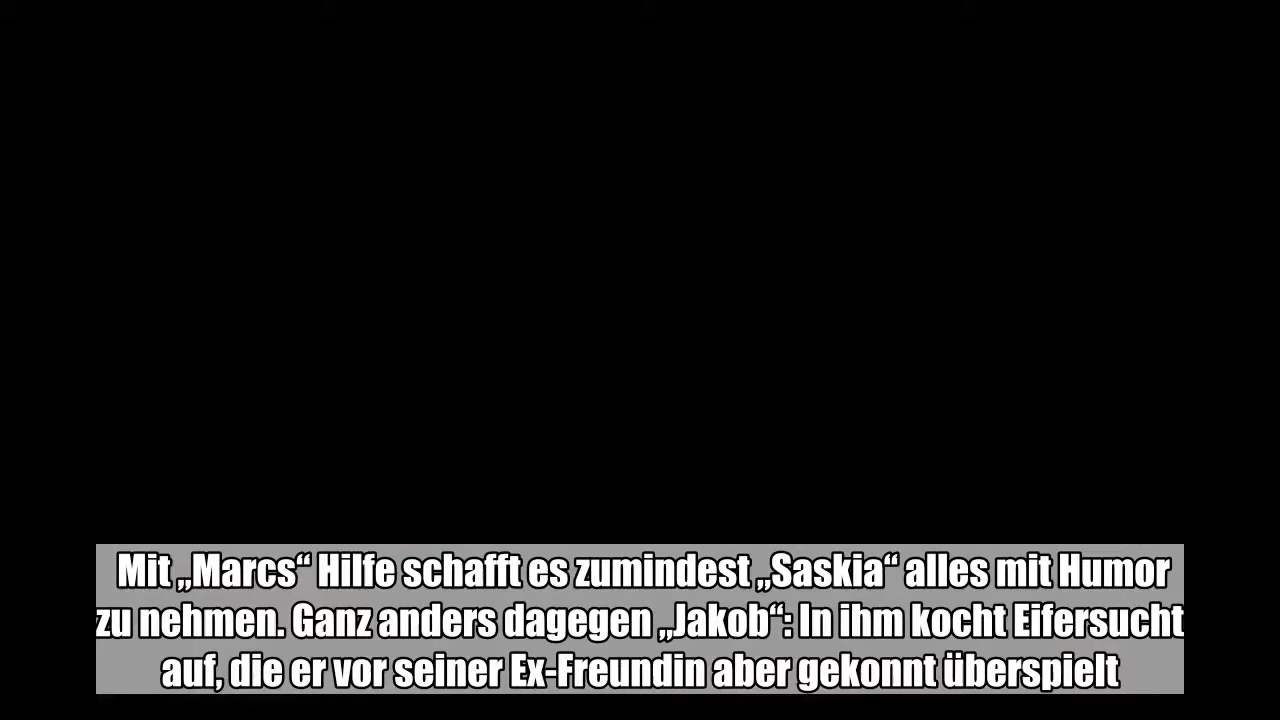 Mit „Marcs“ Hilfe schafft es zumindest „Saskia“ alles mit Humor
zu nehmen. Ganz anders dagegen „Jakob“: In ihm kocht Eifersucht
auf, die er vor seiner Ex-Freundin aber gekonnt überspielt